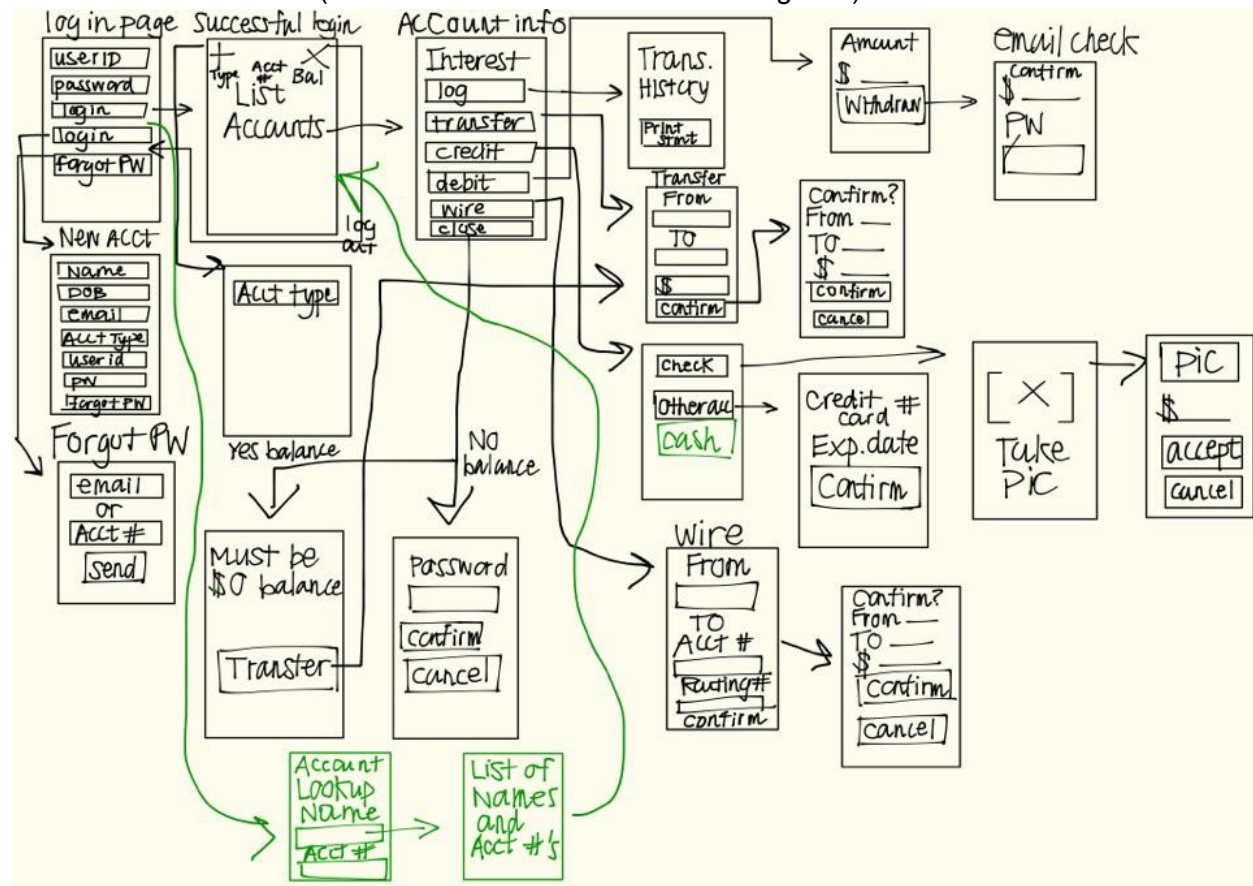 log in page
userID
password
login
login
forgot PW
Successful login
+ X
Type Acct # Bal
List
Accounts
log
out
Account info
Interest
log
transfer
credit
debit
wire
close
Trans.
History
Print
Stmt
Amount
$
Withdraw
email check
Confirm
$
PW
Transfer
From
TO
$
confirm
Confirm?
From
TO
$
confirm
cancel
New Acct
Name
DOB
email
Acct Type
User id
PW
forgot PW
Acct type
Check
Other acc
cash
Credit #
card
Exp. date
Confirm
[X]
Take
PiC
PiC
$
accept
cancel
Forgot PW
email
or
Acct #
Send
Yes balance
NO
balance
Must be
$0 balance
Transfer
Password
confirm
cancel
Wire
From
TO
Acct #
Routing#
confirm
Confirm?
From
TO
$
Confirm
cancel
Account
Lookup
Name
Acct #
List of
Names
and
Acct #'s